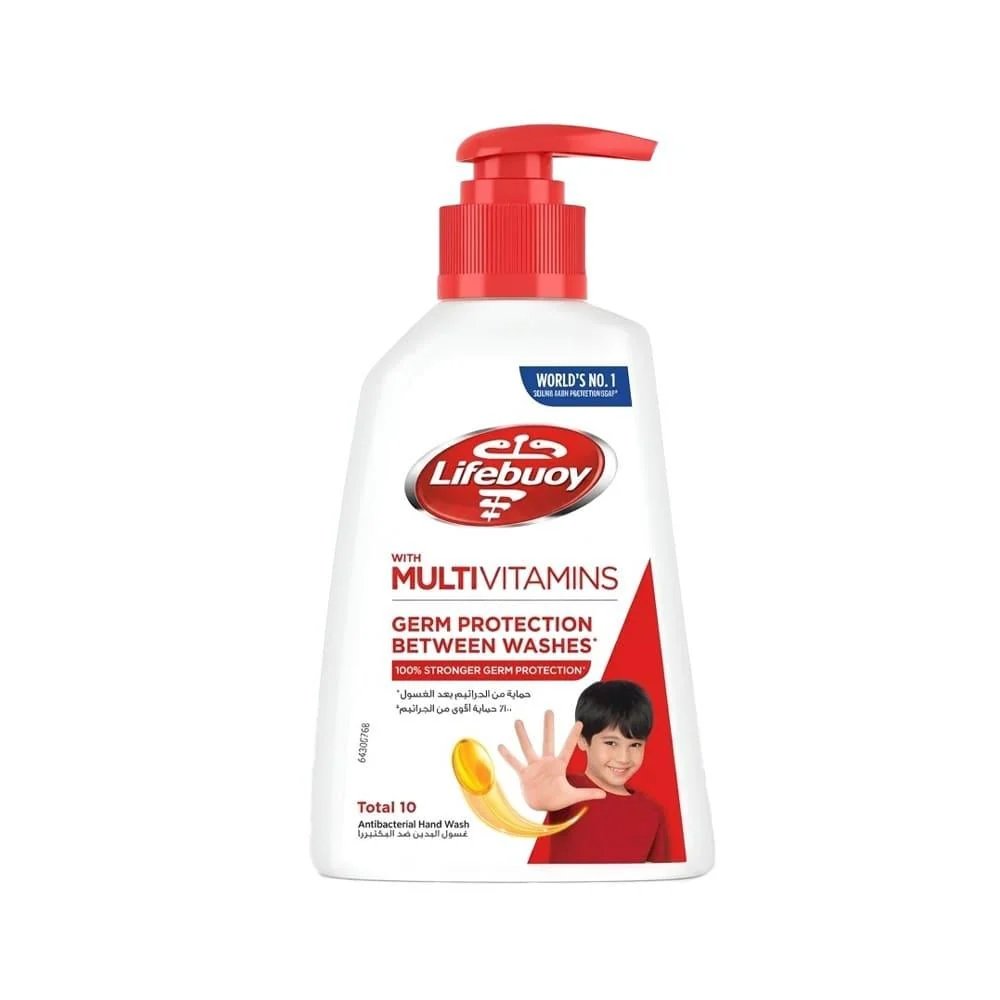 WORLD'S NO. 1
Lifebuoy
WITH
MULTIVITAMINS
GERM PROTECTION
BETWEEN WASHES*
100% STRONGER GERM PROTECTION*
حماية من الجراثيم بعد الغسول*
١٠٠٪ حماية أقوى من الجراثيم*
64300768
Total 10
Antibacterial Hand Wash
غسول اليدين ضد البكتيريا